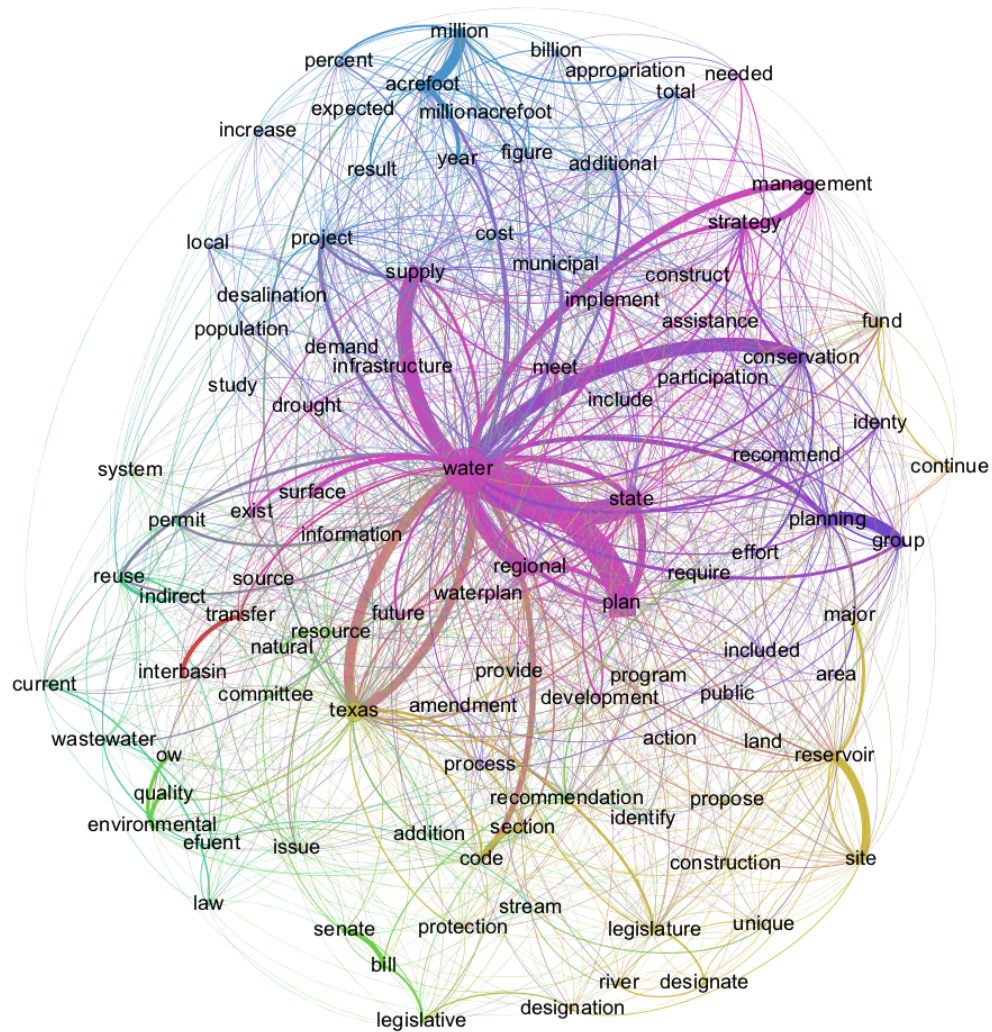 million
billion
percent
appropriation
needed
acrefoot
total
expected
millionacrefoot
increase
figure
year
additional
result
management
strategy
cost
project
local
municipal
supply
construct
desalination
implement
assistance
fund
population
demand
conservation
infrastructure
meet
participation
study
include
drought
identy
recommend
water
system
continue
surface
state
exist
permit
planning
information
group
effort
regional
require
reuse
source
indirect
waterplan
plan
transfer
future
major
resource
natural
included
interbasin
provide
program
area
current
committee
development
public
texas
amendment
wastewater
action
land
ow
reservoir
process
quality
recommendation
propose
environmental
identify
section
addition
efuent
issue
code
site
construction
law
stream
senate
protection
legislature
unique
bill
river
designate
designation
legislative